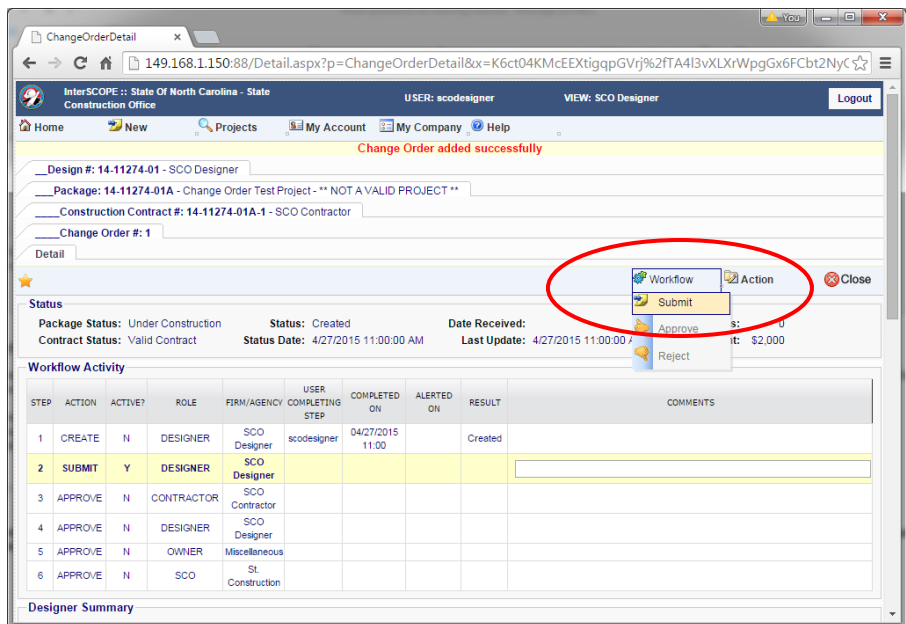 You
ChangeOrderDetail ×
149.168.1.150:88/Detail.aspx?p=ChangeOrderDetail&x=K6ct04KMcEEXtigqpGVrj%2fTA4l3vXLXrWpgGx6FCbt2NyC
InterSCOPE :: State Of North Carolina - State Construction Office USER: scodesigner VIEW: SCO Designer Logout
Home New Projects My Account My Company Help
Change Order added successfully
__Design #: 14-11274-01 - SCO Designer
___Package: 14-11274-01A - Change Order Test Project - ** NOT A VALID PROJECT **
____Construction Contract #: 14-11274-01A-1 - SCO Contractor
____Change Order #: 1
Detail
Workflow Action Close
Submit
Approve
Reject
Status
Package Status: Under Construction Status: Created Date Received: s: 0
Contract Status: Valid Contract Status Date: 4/27/2015 11:00:00 AM Last Update: 4/27/2015 11:00:00 nt: $2,000
Workflow Activity
STEP ACTION ACTIVE? ROLE FIRM/AGENCY USER COMPLETING STEP COMPLETED ON ALERTED ON RESULT COMMENTS
1 CREATE N DESIGNER SCO Designer scodesigner 04/27/2015 11:00 Created
2 SUBMIT Y DESIGNER SCO Designer
3 APPROVE N CONTRACTOR SCO Contractor
4 APPROVE N DESIGNER SCO Designer
5 APPROVE N OWNER Miscellaneous
6 APPROVE N SCO St. Construction
Designer Summary